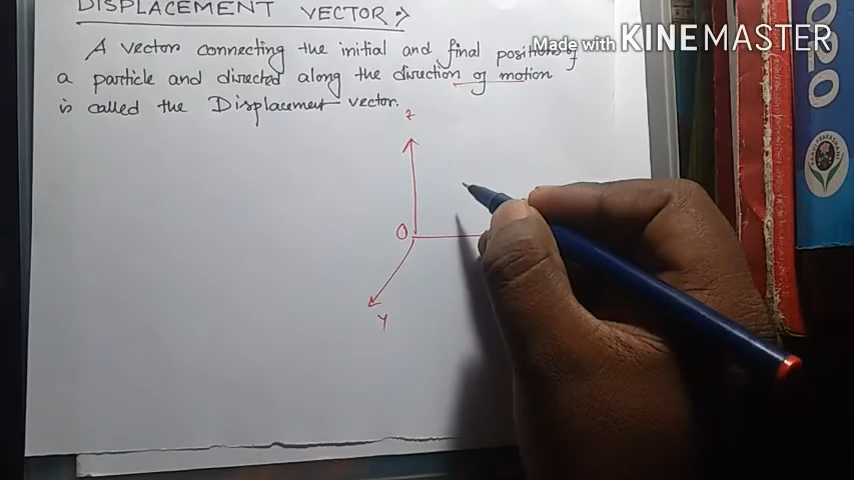 DISPLACEMENT VECTOR:→
A vector connecting the initial and final positions of
a particle and directed along the direction of motion
is called the Displacement vector.
Made with KINEMASTER
Z
O
Y
2020